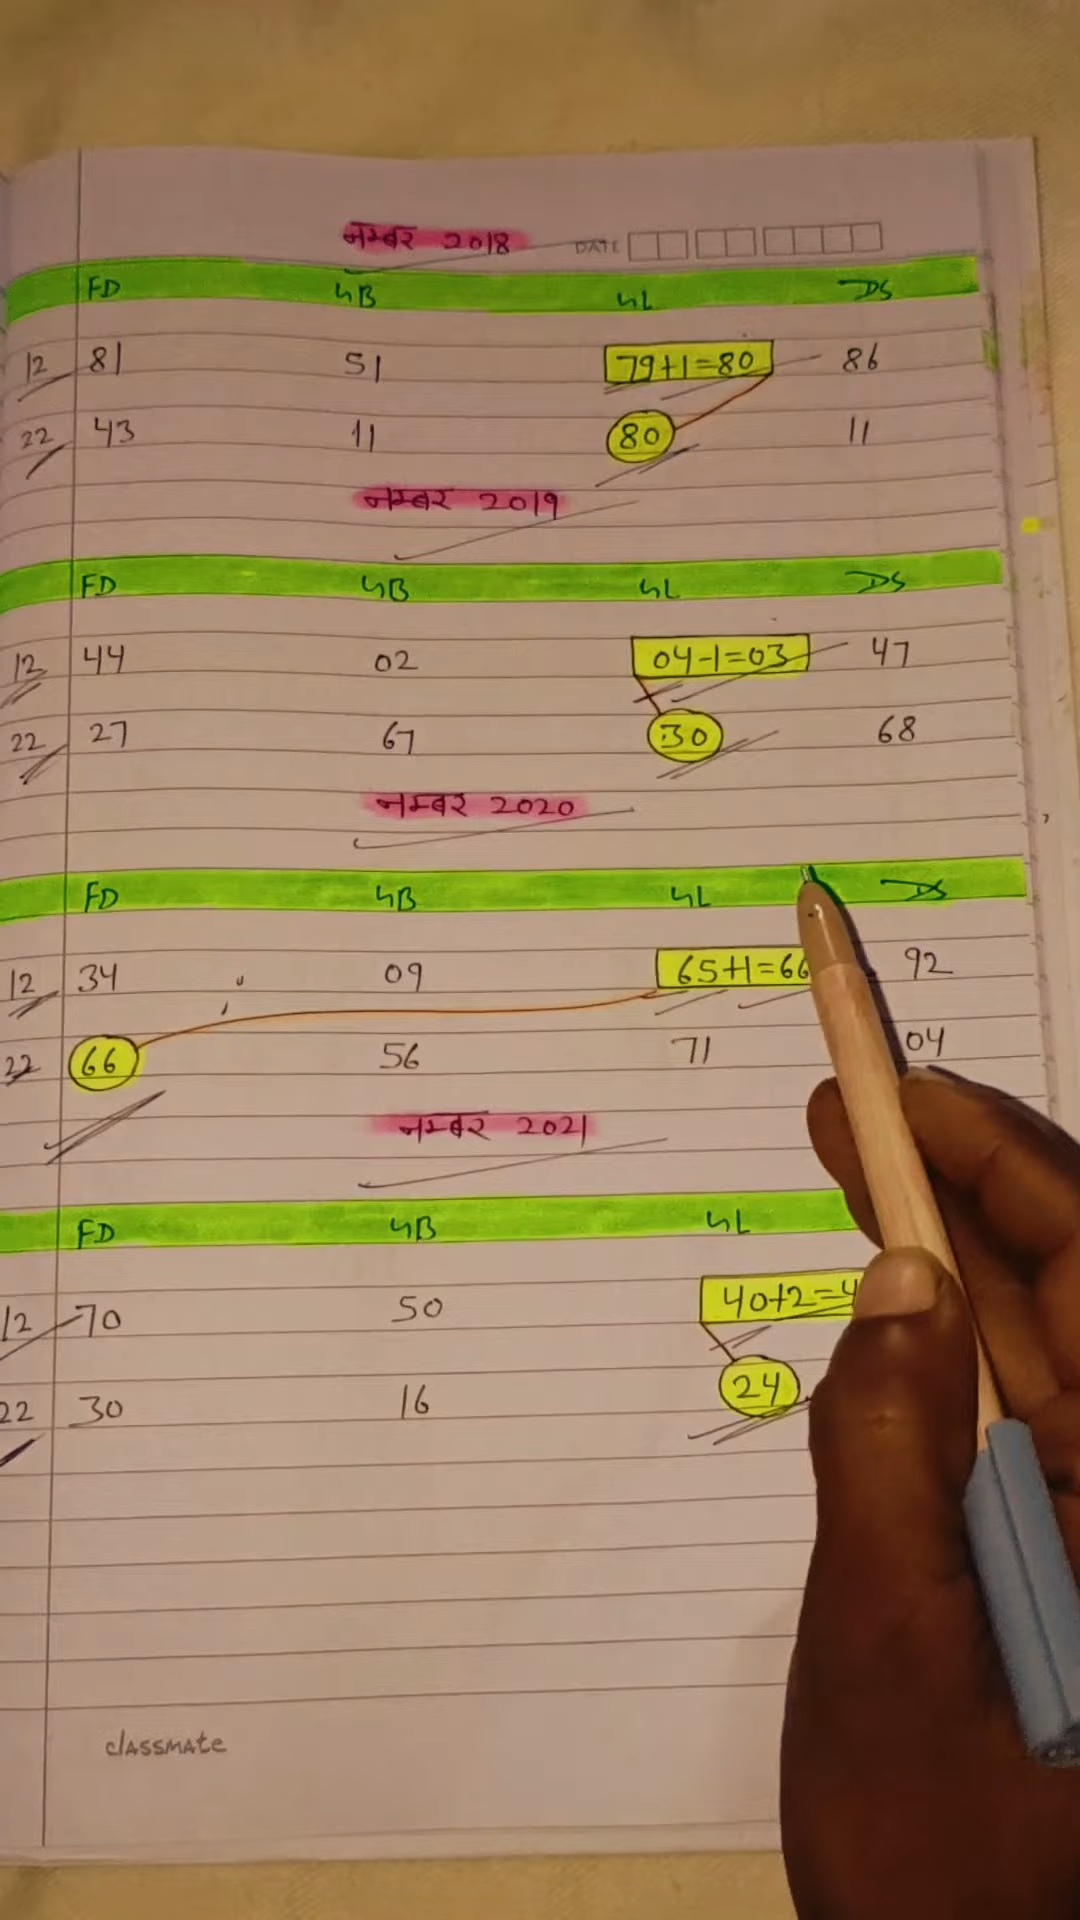 नम्बर 2018 DATE
FD GB GL DS
12 81 51 79+1=80 86
22 43 11 80 11
नम्बर 2019
FD GB GL DS
12 44 02 04-1=03 47
22 27 67 30 68
नम्बर 2020
FD GB GL DS
12 34 09 65+1=66 92
22 66 56 71 04
नम्बर 2021
FD GB GL
12 70 50 40+2=4
22 30 16 24
classmate